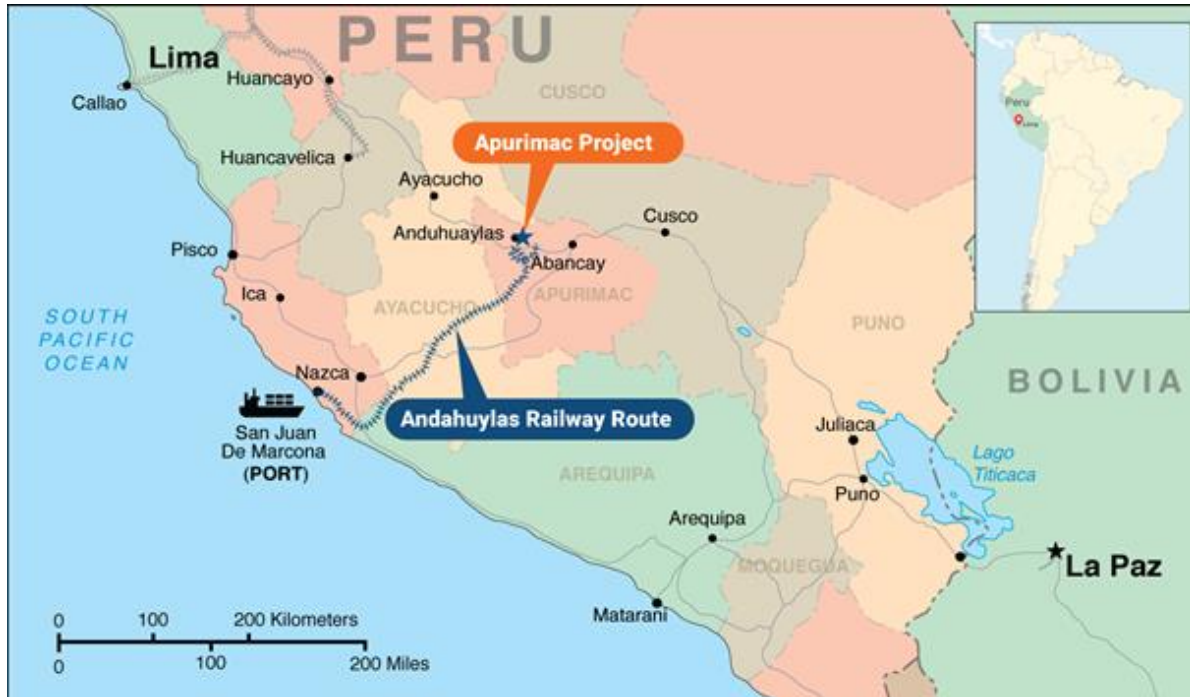 PERU
Lima
Huancayo
Callao
CUSCO
Apurimac Project
Huancavelica
Ayacucho
Cusco
Anduhuaylas
Pisco
Abancay
Ica
AYACUCHO
APURIMAC
PUNO
SOUTH
PACIFIC
OCEAN
Nazca
BOLIVIA
Andahuylas Railway Route
San Juan
De Marcona
(PORT)
Juliaca
Lago
Titicaca
AREQUIPA
Puno
Arequipa
MOQUEGUA
La Paz
Matarani
0 100 200 Kilometers
0 100 200 Miles
Peru
Lima